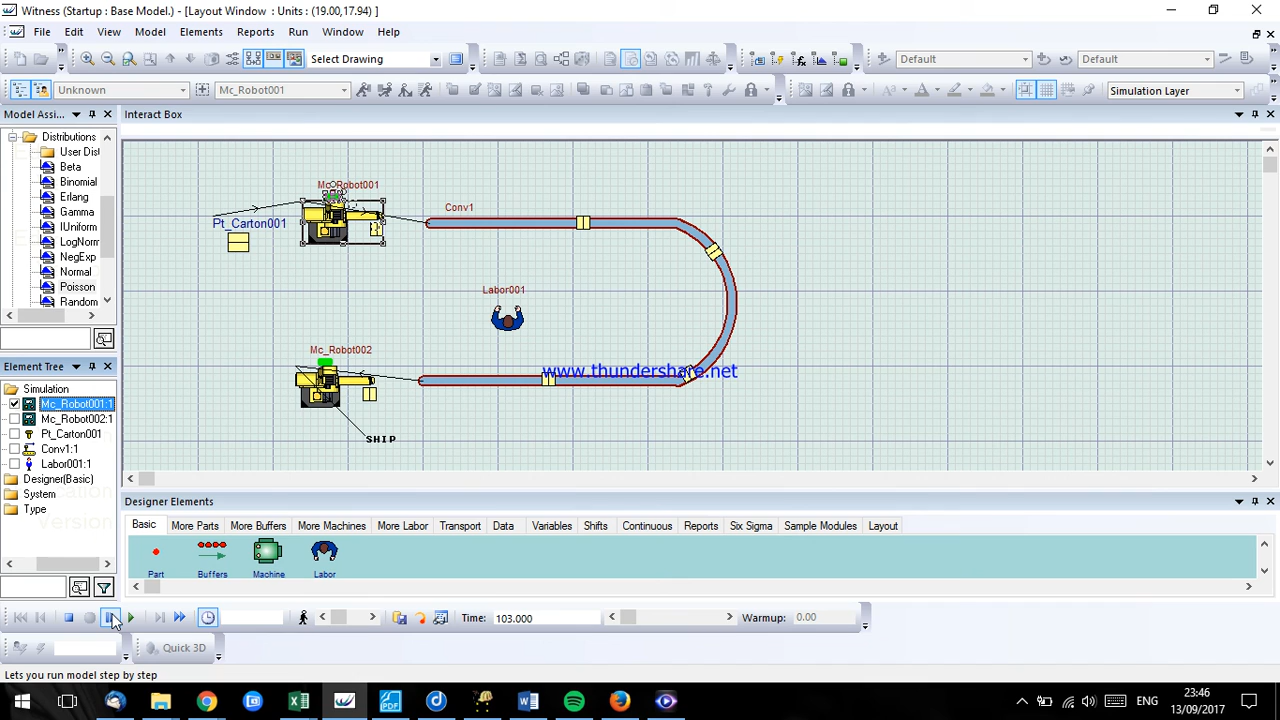 Witness (Startup : Base Model.) - [Layout Window : Units : (19.00,17.94) ]
File Edit View Model Elements Reports Run Window Help
Select Drawing Default Default
Unknown Mc_Robot001 Simulation Layer
Model Assi... Interact Box
Distributions
User Dist
Beta
Binomial
Erlang
Gamma
IUniform
LogNorm
NegExp
Normal
Poisson
Random
Mc_Robot001
Conv1
Pt_Carton001
Labor001
Mc_Robot002
www.thundershare.net
SHIP
Element Tree
Simulation
Mc_Robot001:1
Mc_Robot002:1
Pt_Carton001
Conv1:1
Labor001:1
Designer(Basic)
System
Type
Designer Elements
Basic More Parts More Buffers More Machines More Labor Transport Data Variables Shifts Continuous Reports Six Sigma Sample Modules Layout
Part Buffers Machine Labor
Time: 103.000 Warmup: 0.00
Quick 3D
Lets you run model step by step
ENG 23:46
13/09/2017